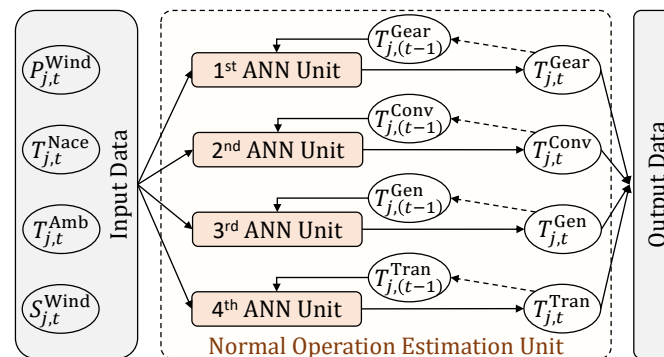 P_{j,t}^{Wind}
T_{j,t}^{Nace}
T_{j,t}^{Amb}
S_{j,t}^{Wind}
Input Data
T_{j,(t−1)}^{Gear}
1st ANN Unit
T_{j,t}^{Gear}
T_{j,(t−1)}^{Conv}
2nd ANN Unit
T_{j,t}^{Conv}
T_{j,(t−1)}^{Gen}
3rd ANN Unit
T_{j,t}^{Gen}
T_{j,(t−1)}^{Tran}
4th ANN Unit
T_{j,t}^{Tran}
Normal Operation Estimation Unit
Output Data